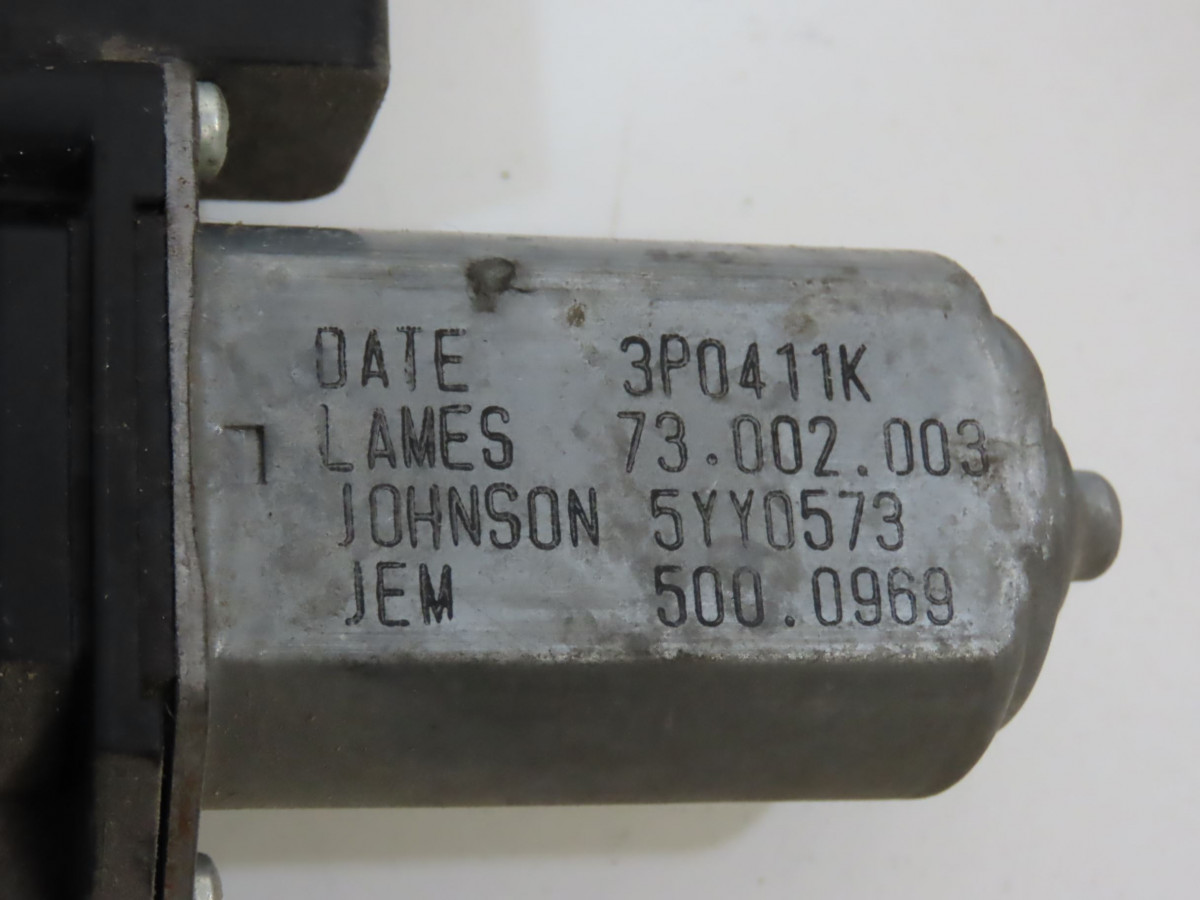 DATE 3P0411K
LAMES 73.002.003
L
JOHNSON 5YY0573
JEM 500.0969